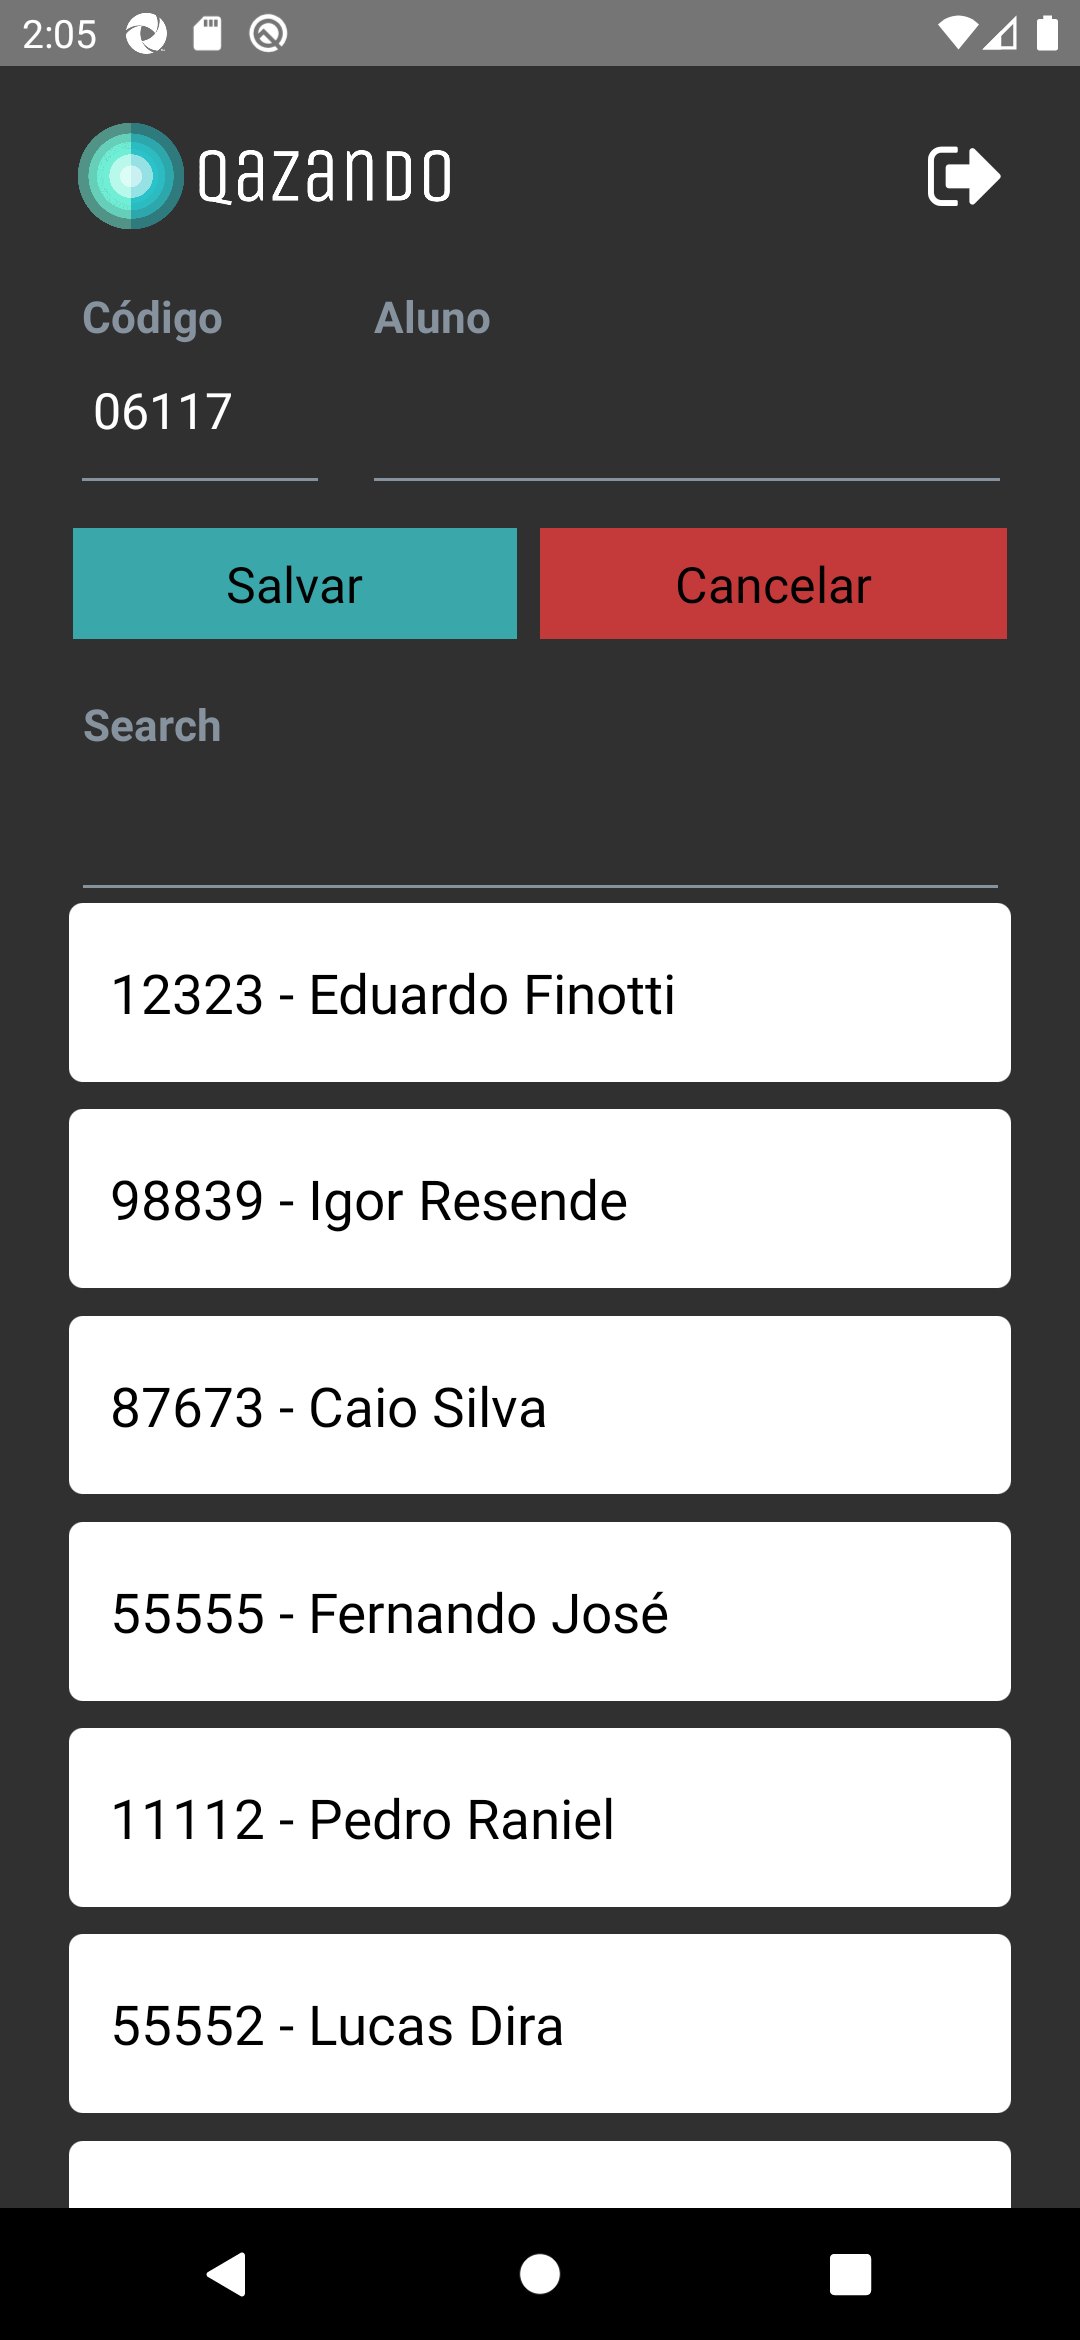 2:05
Qazando
Código Aluno
06117
Salvar Cancelar
Search
12323 - Eduardo Finotti
98839 - Igor Resende
87673 - Caio Silva
55555 - Fernando José
11112 - Pedro Raniel
55552 - Lucas Dira